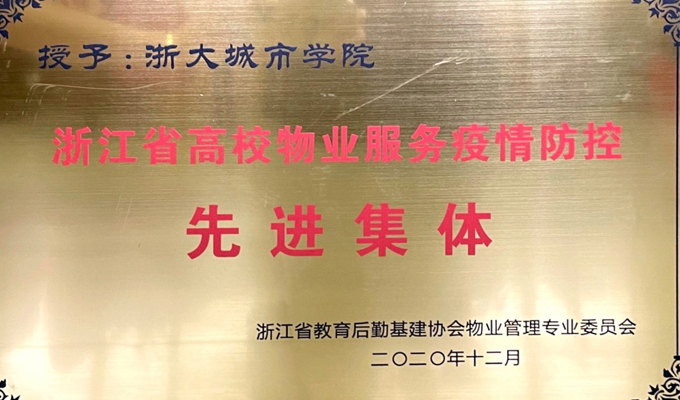 授予：浙大城市学院
浙江省高校物业服务疫情防控
先进集体
浙江省教育后勤基建协会物业管理专业委员会
二〇二〇年十二月